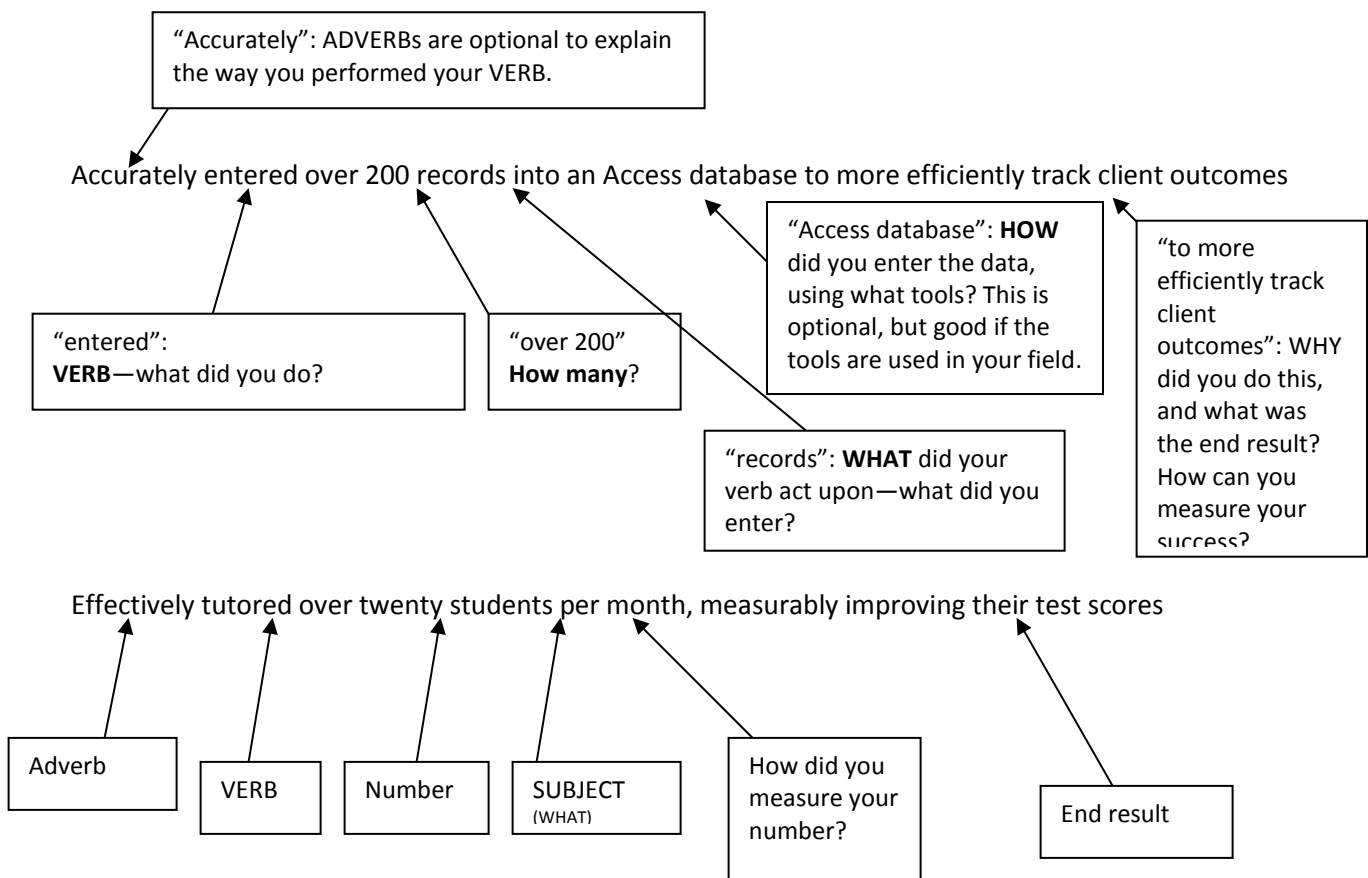 “Accurately”: ADVERBs are optional to explain
the way you performed your VERB.
Accurately entered over 200 records into an Access database to more efficiently track client outcomes
“entered”:
VERB—what did you do?
“over 200”
How many?
“Access database”: HOW
did you enter the data,
using what tools? This is
optional, but good if the
tools are used in your field.
“to more
efficiently track
client
outcomes”: WHY
did you do this,
and what was
the end result?
How can you
measure your
success?
“records”: WHAT did your
verb act upon—what did you
enter?
Effectively tutored over twenty students per month, measurably improving their test scores
Adverb
VERB
Number
SUBJECT
(WHAT)
How did you
measure your
number?
End result